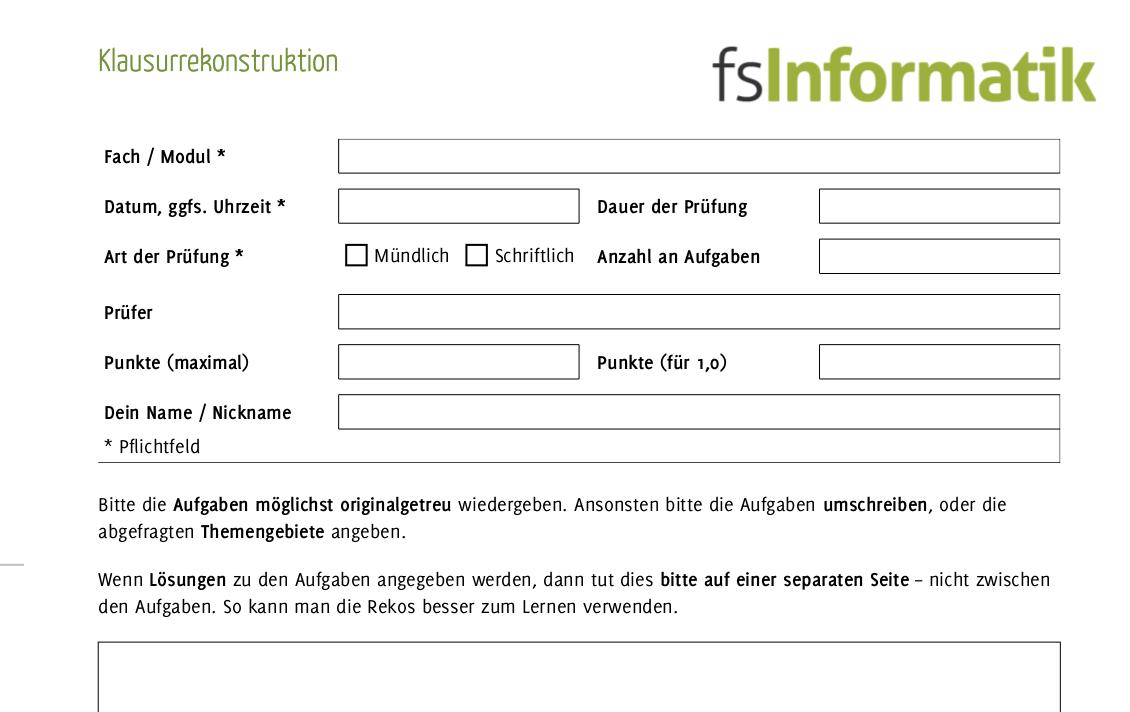 Klausurrekonstruktion
fsInformatik
Fach / Modul *
Datum, ggfs. Uhrzeit * Dauer der Prüfung
Art der Prüfung * Mündlich Schriftlich Anzahl an Aufgaben
Prüfer
Punkte (maximal) Punkte (für 1,0)
Dein Name / Nickname
* Pflichtfeld
Bitte die Aufgaben möglichst originalgetreu wiedergeben. Ansonsten bitte die Aufgaben umschreiben, oder die
abgefragten Themengebiete angeben.
Wenn Lösungen zu den Aufgaben angegeben werden, dann tut dies bitte auf einer separaten Seite – nicht zwischen
den Aufgaben. So kann man die Rekos besser zum Lernen verwenden.